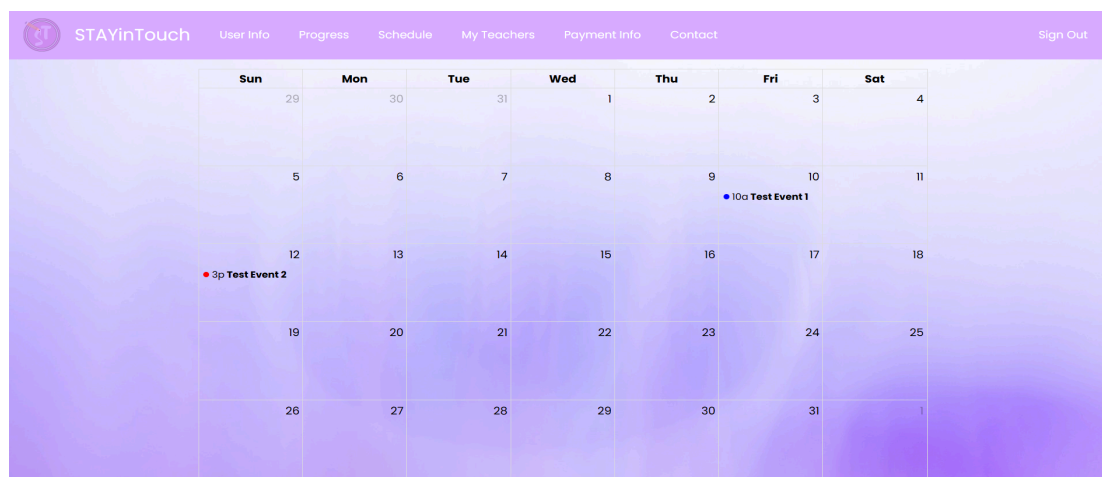 STAYinTouch User Info Progress Schedule My Teachers Payment Info Contact Sign Out
Sun Mon Tue Wed Thu Fri Sat
29 30 31 1 2 3 4
5 6 7 8 9 10 11
10a Test Event 1
12 13 14 15 16 17 18
3p Test Event 2
19 20 21 22 23 24 25
26 27 28 29 30 31 1